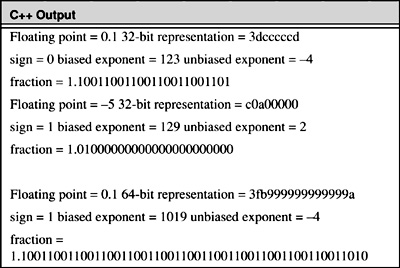 C++ Output
Floating point = 0.1 32-bit representation = 3dcccccd
sign = 0 biased exponent = 123 unbiased exponent = –4
fraction = 1.10011001100110011001101
Floating point = –5 32-bit representation = c0a00000
sign = 1 biased exponent = 129 unbiased exponent = 2
fraction = 1.01000000000000000000000
Floating point = 0.1 64-bit representation = 3fb999999999999a
sign = 1 biased exponent = 1019 unbiased exponent = –4
fraction =
1.1001100110011001100110011001100110011001100110011010